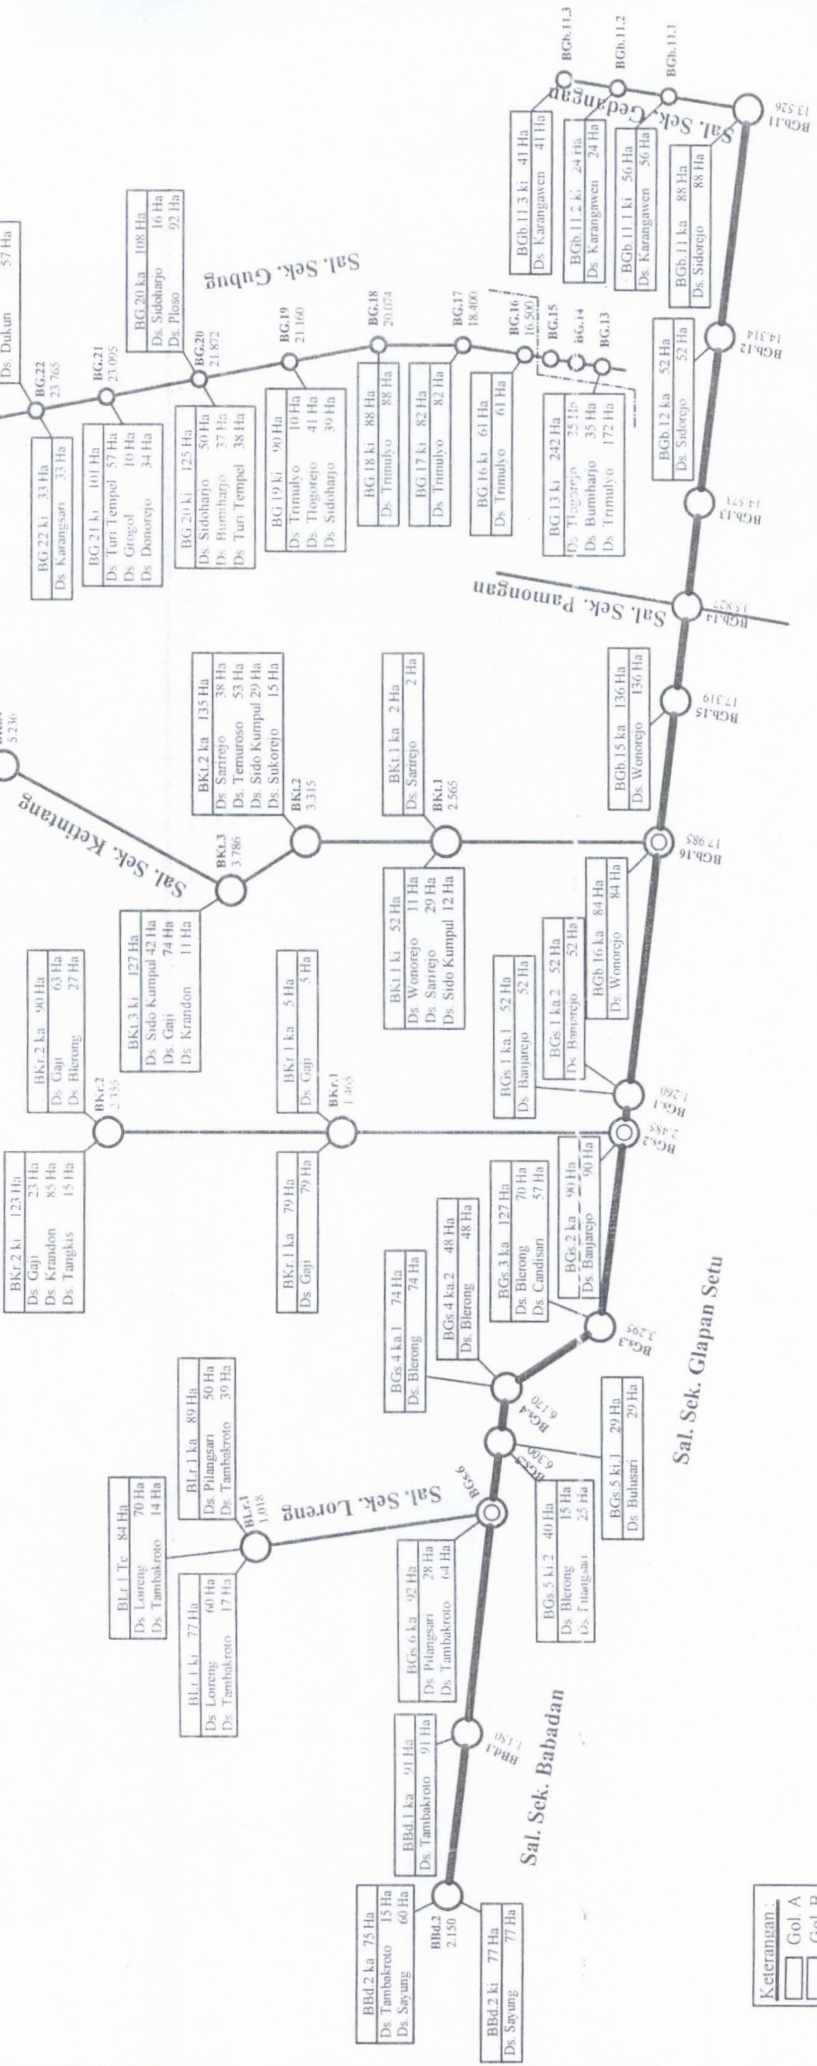 Ds. Dukun 57 Ha
BG.22
23.765
BG 22 ki 33 Ha
Ds Karangsari 33 Ha
BG.21
23.095
BG 21 ki 101 Ha
Ds Turi Tempel 57 Ha
Ds Grogol 10 Ha
Ds Donorejo 34 Ha
BG 20 ka 108 Ha
Ds. Sidoharjo 16 Ha
Ds. Ploso 92 Ha
BG.20
21.872
BG 20 ki 125 Ha
Ds Sidoharjo 50 Ha
Ds Bumiharjo 37 Ha
Ds Turi Tempel 38 Ha
Sal. Sek. Gubug
BG.19
21.160
BG 19 ki 90 Ha
Ds Trimulyo 10 Ha
Ds Tlogorejo 41 Ha
Ds Sidoharjo 39 Ha
BG.18
20.074
BG 18 ki 88 Ha
Ds Trimulyo 88 Ha
BG.17
18.400
BG.17 ki 82 Ha
Ds Trimulyo 82 Ha
BG.16
16.500
BG.16 ki 61 Ha
Ds Trimulyo 61 Ha
BG.15
BG.14
BG.13
BG 13 ki 242 Ha
Ds Tlogorejo 35 Ha
Ds Bumiharjo 35 Ha
Ds Trimulyo 172 Ha
BGb.11.3
BGb.11.2
BGb.11.1
Sal. Sek. Gedangan
BGb.11.3 ki 41 Ha
Ds. Karangawen 41 Ha
BGb.11.2 ki 24 Ha
Ds. Karangawen 24 Ha
BGb.11.1 ki 56 Ha
Ds. Karangawen 56 Ha
BGb.11 ka 88 Ha
Ds. Sidorejo 88 Ha
BGb.11
13.526
BGb.12 ka 52 Ha
Ds. Sidorejo 52 Ha
BGb.12
14.314
BGb.13
14.573
Sal. Sek. Pamongan
BGb.14
15.827
BGb.15 ka 136 Ha
Ds. Wonorejo 136 Ha
BGb.15
17.319
BGb.16
17.985
BGb.16 ka 84 Ha
Ds. Wonorejo 84 Ha
5.236
Sal. Sek. Ketintang
BKt.3
3.786
BKt.3 ki 127 Ha
Ds Sido Kumpul 42 Ha
Ds Gaji 74 Ha
Ds Krandon 11 Ha
BKt.2 ka 135 Ha
Ds. Sarirejo 38 Ha
Ds. Temuroso 53 Ha
Ds. Sido Kumpul 29 Ha
Ds. Sukorejo 15 Ha
BKt.2
3.315
BKt.1 ka 2 Ha
Ds. Sarirejo 2 Ha
BKt.1
2.565
BKt.1 ki 52 Ha
Ds Wonorejo 11 Ha
Ds Sarirejo 29 Ha
Ds. Sido Kumpul 12 Ha
BGs.1 ka.1 52 Ha
Ds. Banjarejo 52 Ha
BGs.1 ka 2 52 Ha
Ds. Banjarejo 52 Ha
BGs.1
1.260
BKr.2 ka 90 Ha
Ds Gaji 63 Ha
Ds Blerong 27 Ha
BKr.2
BKr.2 ki 123 Ha
Ds. Gaji 23 Ha
Ds Krandon 85 Ha
Ds Tangkis 15 Ha
BKr.1 ka 5 Ha
Ds. Gaji 5 Ha
BKr.1
1.465
BKr.1 ka 79 Ha
Ds. Gaji 79 Ha
BGs.2
2.485
BGs.2 ka 90 Ha
Ds. Banjarejo 90 Ha
BGs.3 ka 127 Ha
Ds. Blerong 70 Ha
Ds. Candisari 57 Ha
BGs.3
3.295
BGs.4 ka.1 74 Ha
Ds. Blerong 74 Ha
BGs.4 ka.2 48 Ha
Ds. Blerong 48 Ha
BGs.4
6.170
Sal. Sek. Glapan Setu
BGs.5
6.300
BGs.5 ki.1 29 Ha
Ds. Bulusari 29 Ha
BGs.5 ki 2 40 Ha
Ds Blerong 15 Ha
Ds Pilangsari 25 Ha
BGs.6
BGs.6 ka 92 Ha
Ds Pilangsari 28 Ha
Ds Tambakroto 64 Ha
Sal. Sek. Loreng
BLr.1
1.018
BLr.1 ka 89 Ha
Ds. Pilangsari 50 Ha
Ds. Tambakroto 39 Ha
BLr 1 Te 84 Ha
Ds Loireng 70 Ha
Ds Tambakroto 14 Ha
BLr.1 ki 77 Ha
Ds Loireng 60 Ha
Ds Tambakroto 17 Ha
BBd.1 ka 91 Ha
Ds. Tambakroto 91 Ha
BBd.1
1.150
Sal. Sek. Babadan
BBd.2 ka 75 Ha
Ds. Tambakroto 15 Ha
Ds. Sayung 60 Ha
BBd.2
2.150
BBd.2 ki 77 Ha
Ds. Sayung 77 Ha
Keterangan :
Gol. A
Gol. B